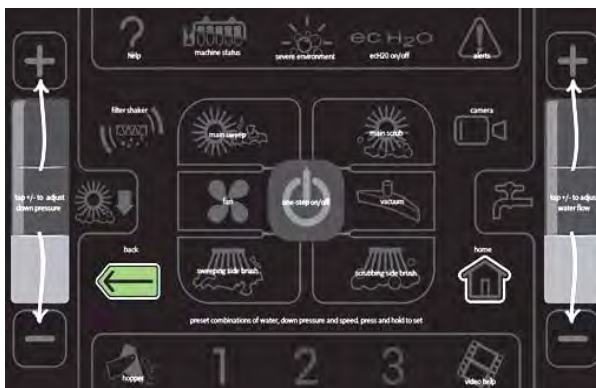 ?
ec H2O
help
machine status
severe environment
ecH20 on/off
alerts
+
+
filter shaker
main sweep
main scrub
camera
tap +/- to adjust
down pressure
fan
one-step on/off
vacuum
tap +/- to adjust
water flow
back
sweeping side brush
scrubbing side brush
home
preset combinations of water, down pressure and speed. press and hold to set
-
-
hopper
1
2
3
video help